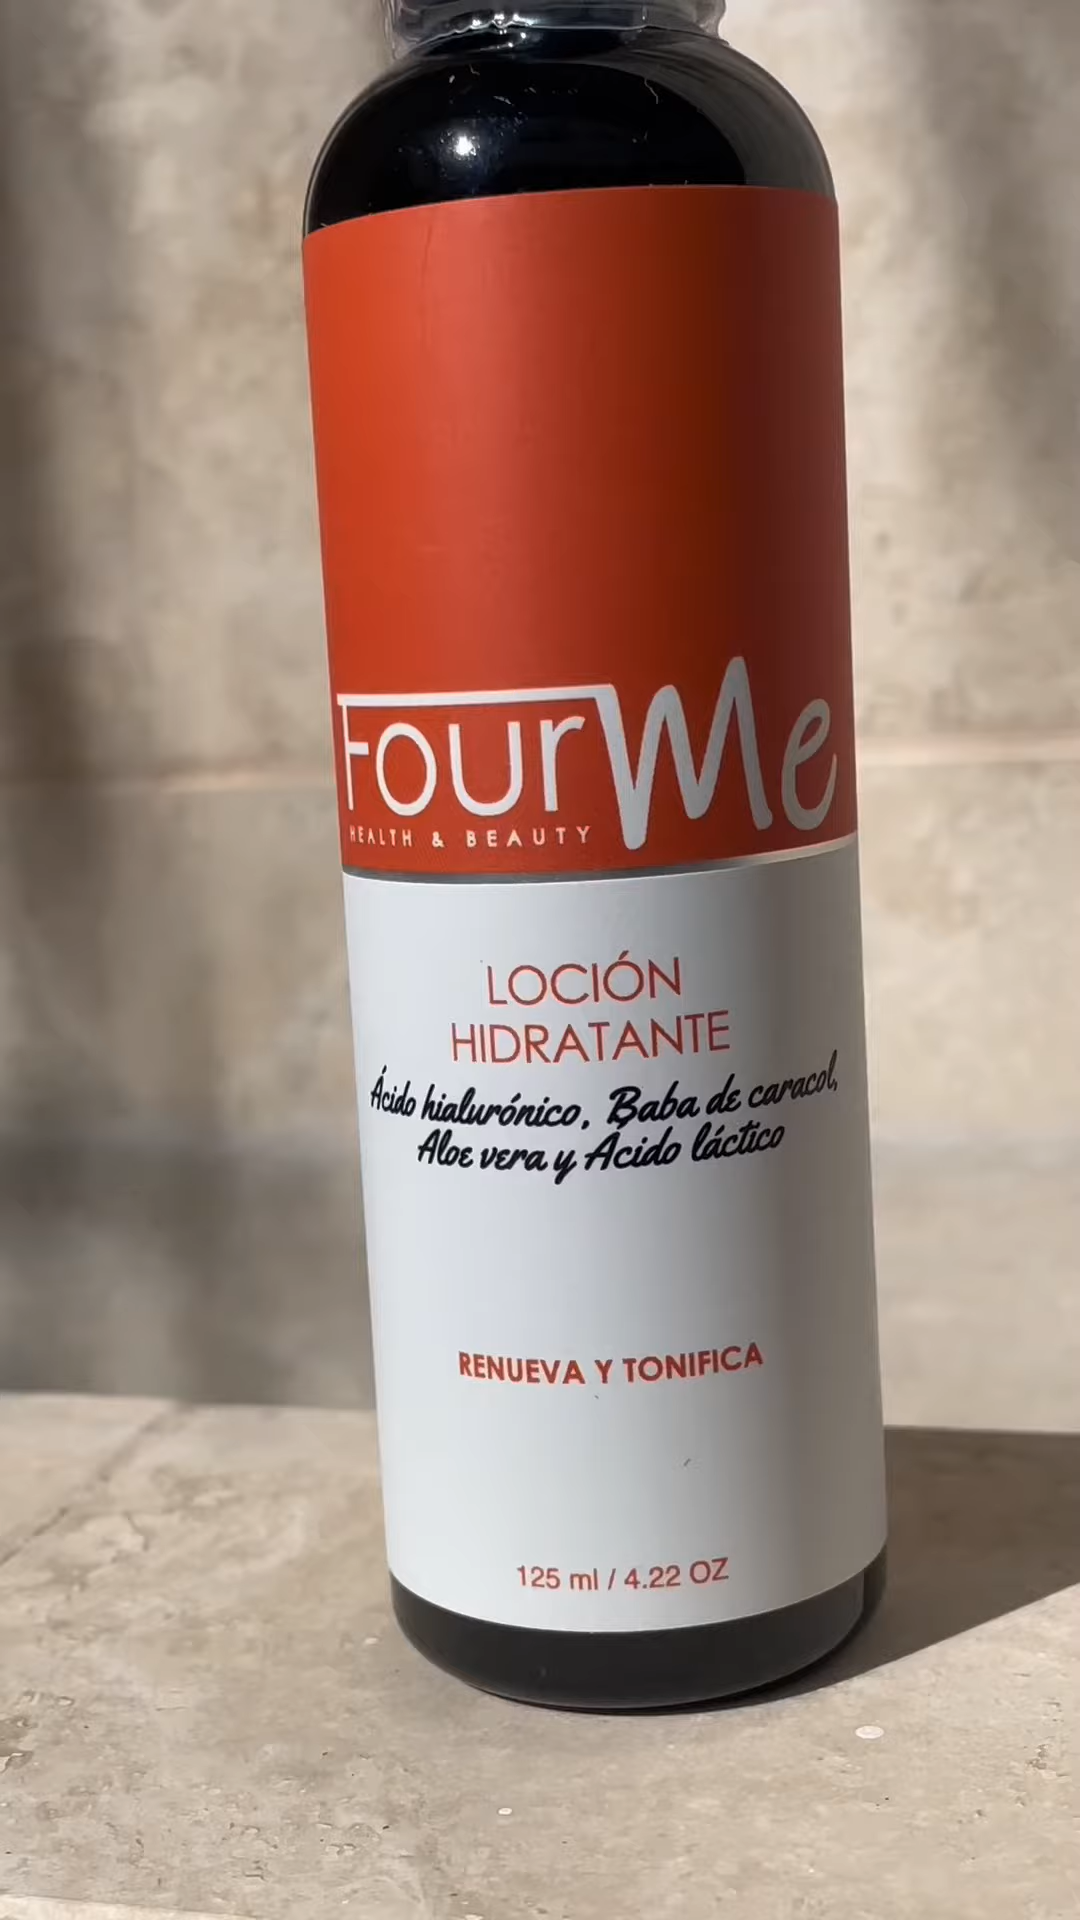 FourMe
HEALTH & BEAUTY
LOCIÓN
HIDRATANTE
Ácido hialurónico, Baba de caracol,
Aloe vera y Ácido láctico
RENUEVA Y TONIFICA
125 ml / 4.22 OZ